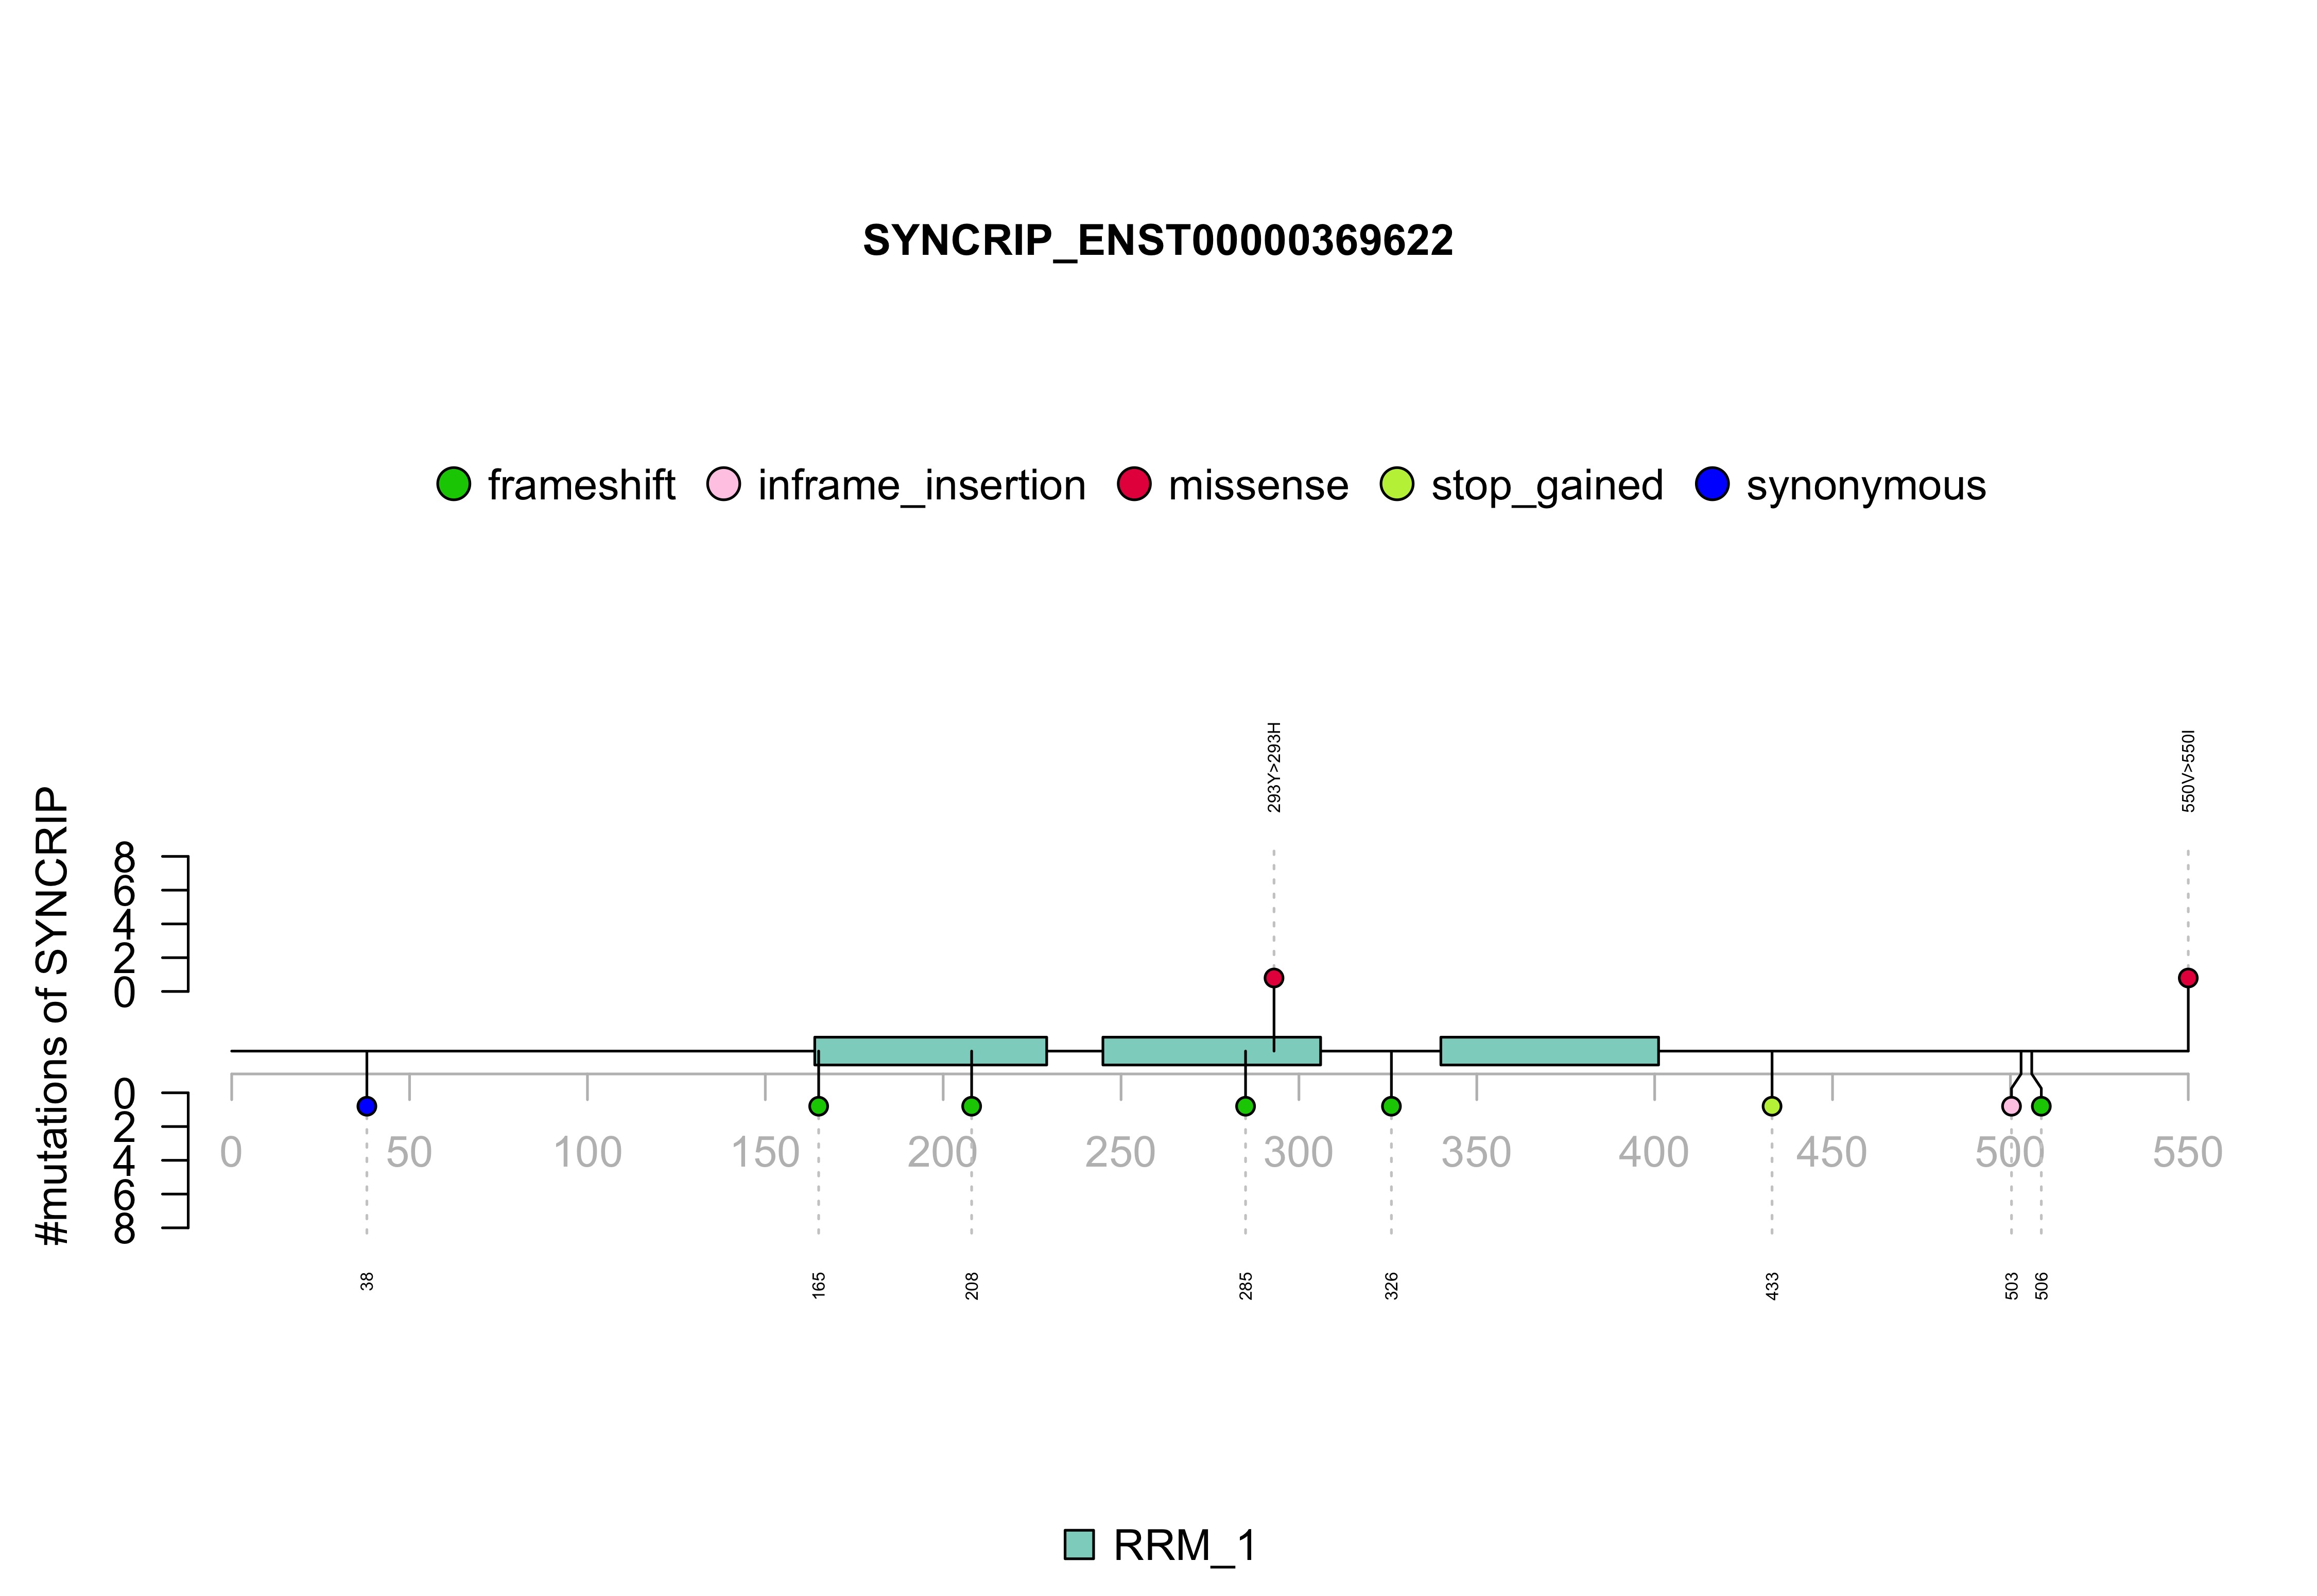 SYNCRIP_ENST00000369622
frameshift inframe_insertion missense stop_gained synonymous
293Y>293H 550V>550I
#mutations of SYNCRIP
8
6
4
2
0
0
2
4
6
8
0 50 100 150 200 250 300 350 400 450 500 550
38 165 208 285 326 433 503 506
RRM_1